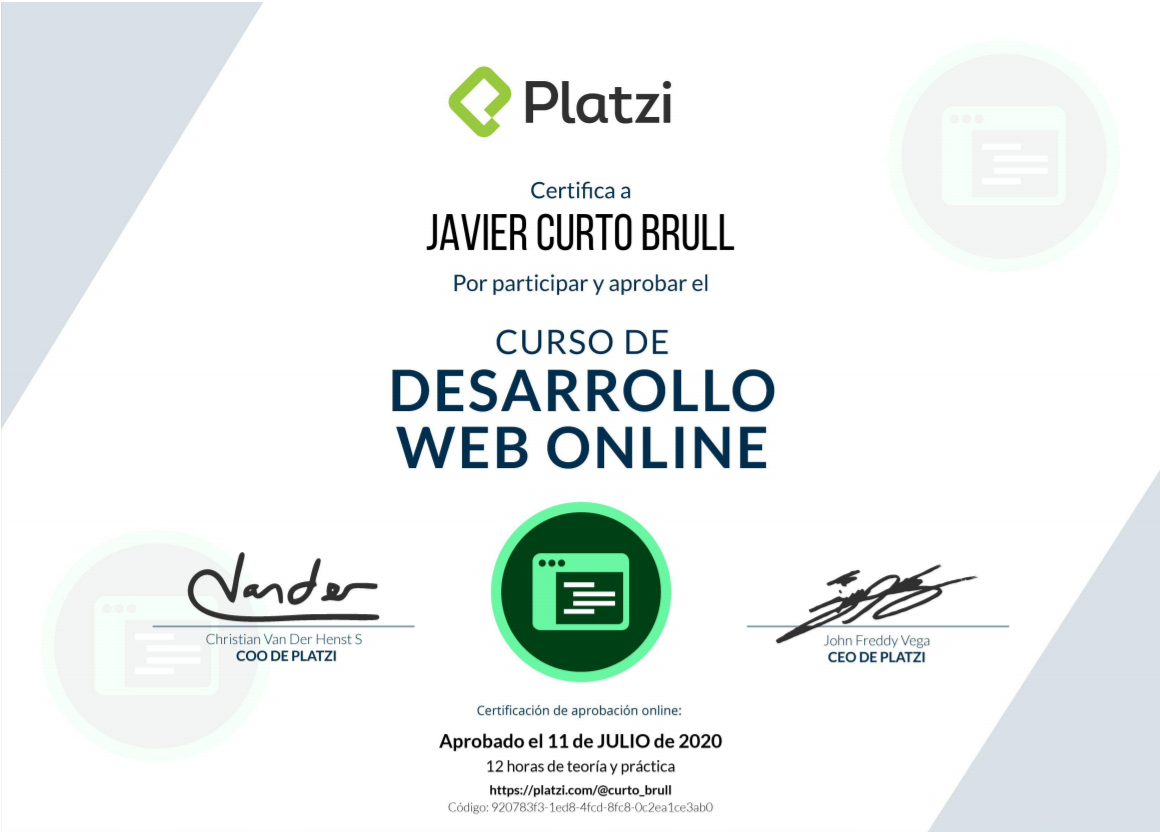 Platzi
Certifica a
JAVIER CURTO BRULL
Por participar y aprobar el
CURSO DE
DESARROLLO
WEB ONLINE
Vander
Christian Van Der Henst S
COO DE PLATZI
John Freddy Vega
CEO DE PLATZI
Certificación de aprobación online:
Aprobado el 11 de JULIO de 2020
12 horas de teoría y práctica
https://platzi.com/@curto_brull
Código: 920783f3-1ed8-4fcd-8fc8-0c2ea1ce3ab0